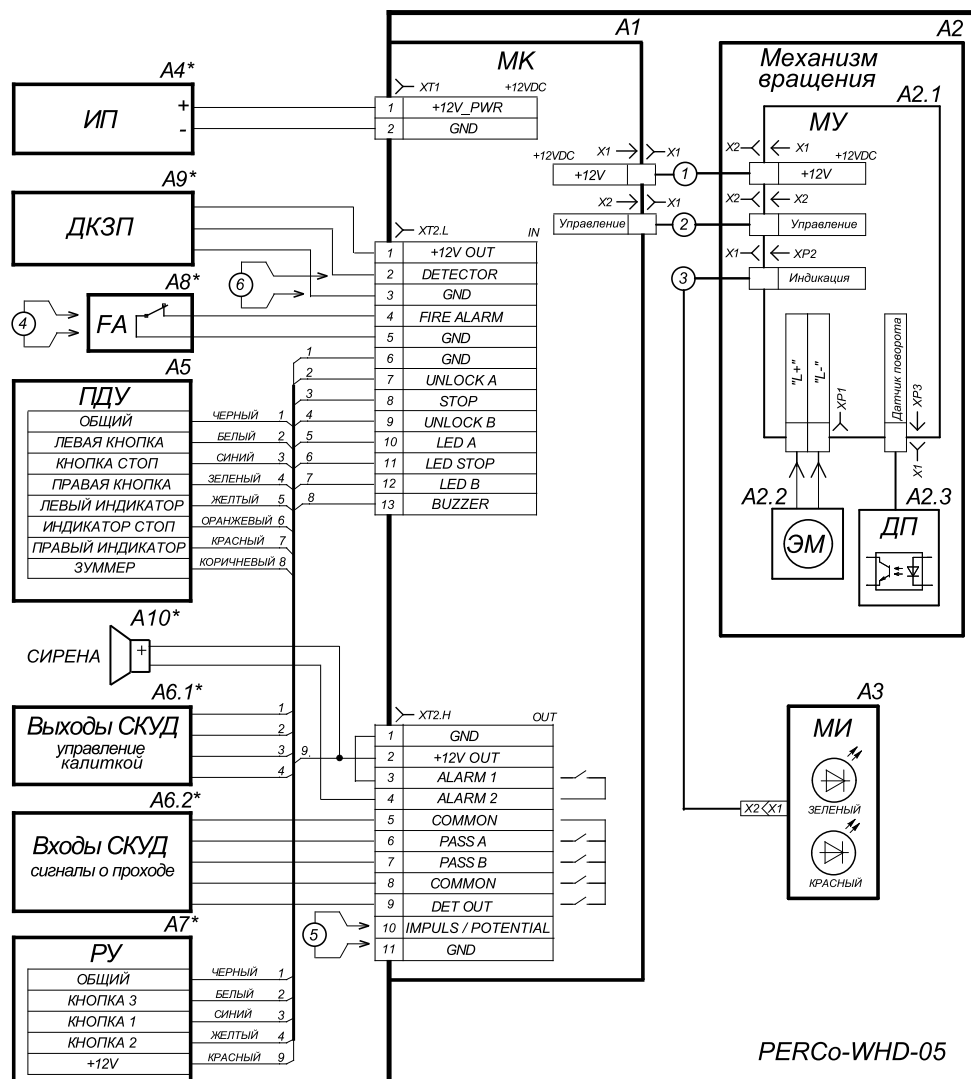 A1
A2
МК
Механизм
вращения
A4*
ИП
+
-
XT1
+12VDC
1 +12V_PWR
2 GND
A2.1
МУ
X1 X1
+12VDC
+12V
1
X2 X1
+12VDC
+12V
X2 X1
Управление
2
X2 X2
Управление
X1 XP2
3
Индикация
A9*
ДКЗП
XT2.L
IN
1 +12V OUT
2 DETECTOR
3 GND
4 FIRE ALARM
5 GND
6 GND
7 UNLOCK A
8 STOP
9 UNLOCK B
10 LED A
11 LED STOP
12 LED B
13 BUZZER
6
A8*
4
FA
1
2
3
4
5
6
7
8
"L+"
"L-"
XP1
Датчик поворота
XP3
X1
A2.2
ЭМ
A2.3
ДП
A5
ПДУ
ОБЩИЙ ЧЕРНЫЙ 1
ЛЕВАЯ КНОПКА БЕЛЫЙ 2
КНОПКА СТОП СИНИЙ 3
ПРАВАЯ КНОПКА ЗЕЛЕНЫЙ 4
ЛЕВЫЙ ИНДИКАТОР ЖЕЛТЫЙ 5
ИНДИКАТОР СТОП ОРАНЖЕВЫЙ 6
ПРАВЫЙ ИНДИКАТОР КРАСНЫЙ 7
ЗУММЕР КОРИЧНЕВЫЙ 8
A10*
СИРЕНА
+
A6.1*
Выходы СКУД
управление
калиткой
1
2
3
4
9
XT2.H
OUT
1 GND
2 +12V OUT
3 ALARM 1
4 ALARM 2
5 COMMON
6 PASS A
7 PASS B
8 COMMON
9 DET OUT
10 IMPULS / POTENTIAL
11 GND
A6.2*
Входы СКУД
сигналы о проходе
5
A3
МИ
X2 X1
ЗЕЛЕНЫЙ
КРАСНЫЙ
A7*
РУ
ОБЩИЙ ЧЕРНЫЙ 1
КНОПКА 3 БЕЛЫЙ 2
КНОПКА 1 СИНИЙ 3
КНОПКА 2 ЖЕЛТЫЙ 4
+12V КРАСНЫЙ 9
PERCo-WHD-05